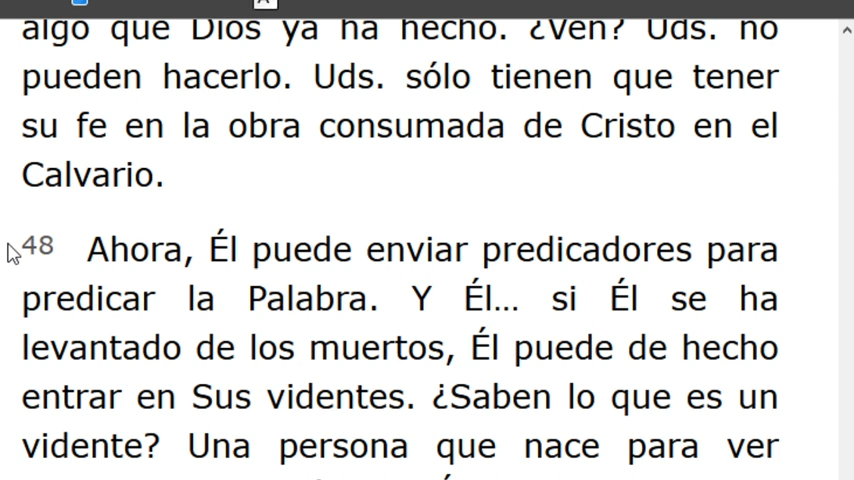 algo que Dios ya ha hecho. ¿Ven? Uds. no
pueden hacerlo. Uds. sólo tienen que tener
su fe en la obra consumada de Cristo en el
Calvario.
48 Ahora, Él puede enviar predicadores para
predicar la Palabra. Y Él… si Él se ha
levantado de los muertos, Él puede de hecho
entrar en Sus videntes. ¿Saben lo que es un
vidente? Una persona que nace para ver